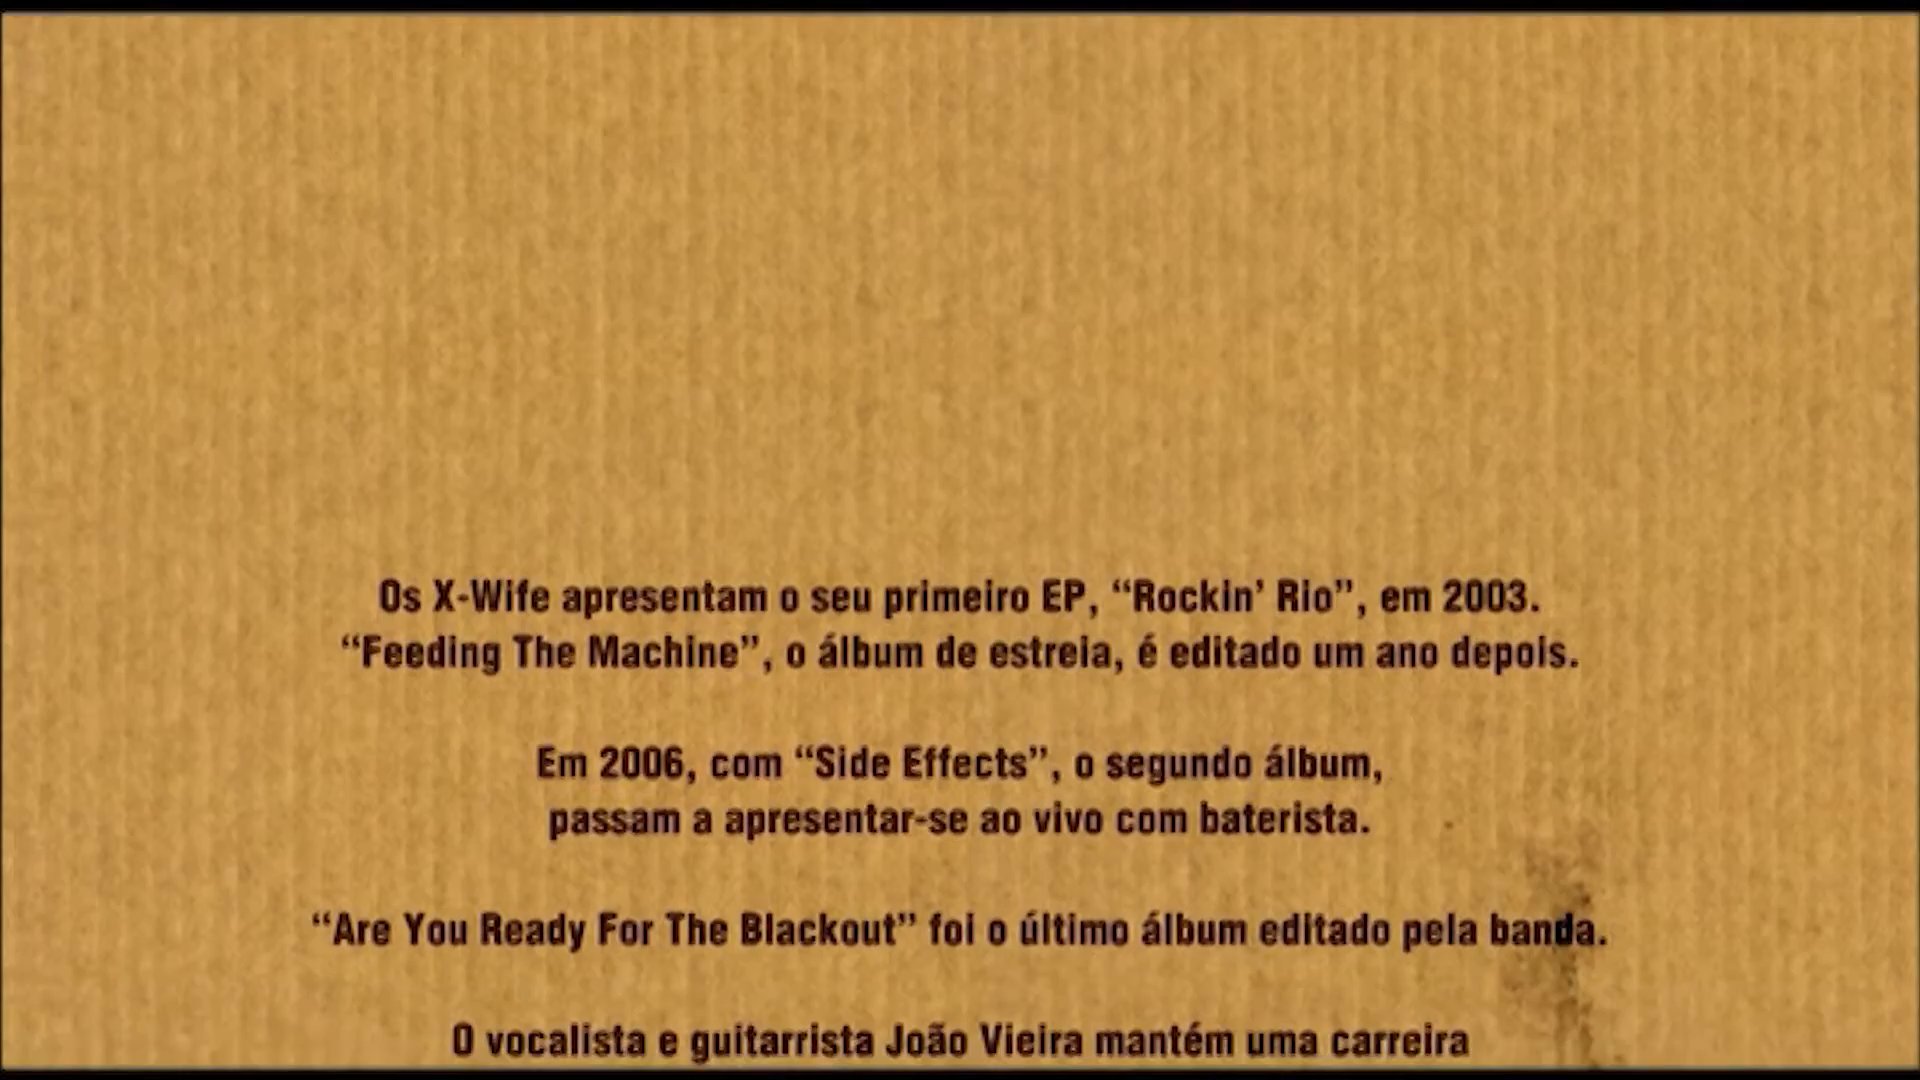 Os X-Wife apresentam o seu primeiro EP, “Rockin’ Rio”, em 2003.
“Feeding The Machine”, o álbum de estreia, é editado um ano depois.
Em 2006, com “Side Effects”, o segundo álbum,
passam a apresentar-se ao vivo com baterista.
“Are You Ready For The Blackout” foi o último álbum editado pela banda.
O vocalista e guitarrista João Vieira mantém uma carreira